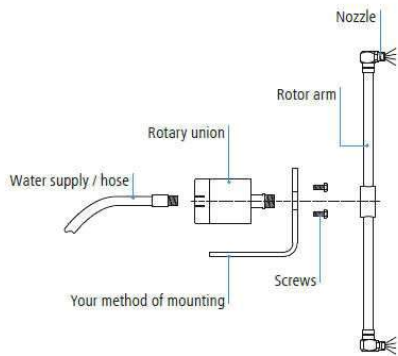 Nozzle
Rotor arm
Rotary union
Water supply / hose
Screws
Your method of mounting